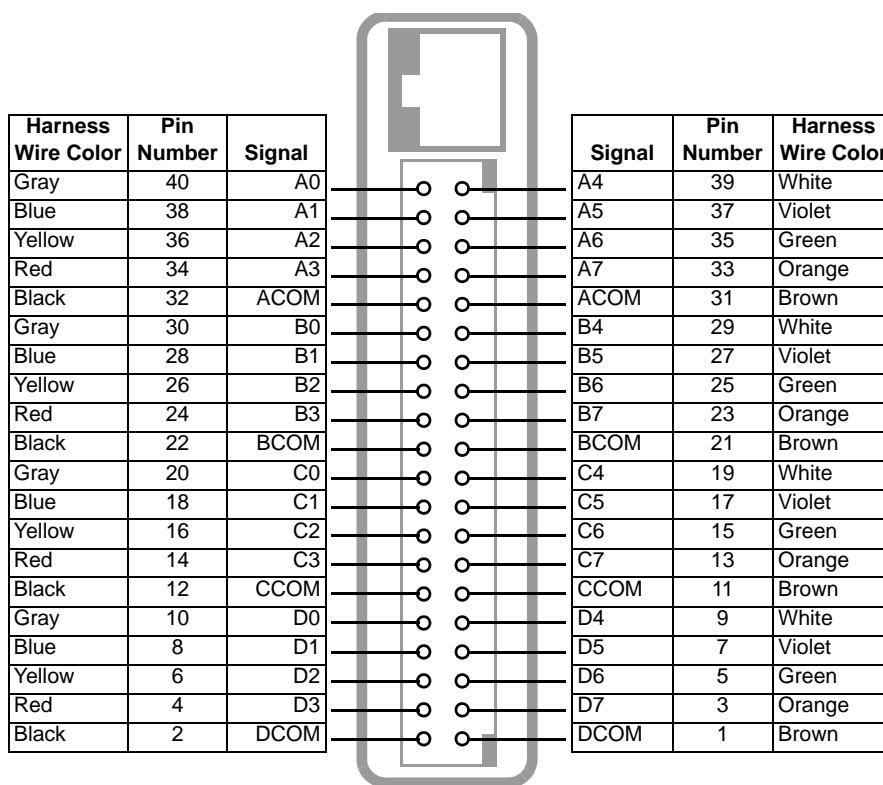 Harness Pin
Wire Color Number Signal
Signal Pin Number Harness Wire Color
Gray 40 A0 A4 39 White
Blue 38 A1 A5 37 Violet
Yellow 36 A2 A6 35 Green
Red 34 A3 A7 33 Orange
Black 32 ACOM ACOM 31 Brown
Gray 30 B0 B4 29 White
Blue 28 B1 B5 27 Violet
Yellow 26 B2 B6 25 Green
Red 24 B3 B7 23 Orange
Black 22 BCOM BCOM 21 Brown
Gray 20 C0 C4 19 White
Blue 18 C1 C5 17 Violet
Yellow 16 C2 C6 15 Green
Red 14 C3 C7 13 Orange
Black 12 CCOM CCOM 11 Brown
Gray 10 D0 D4 9 White
Blue 8 D1 D5 7 Violet
Yellow 6 D2 D6 5 Green
Red 4 D3 D7 3 Orange
Black 2 DCOM DCOM 1 Brown